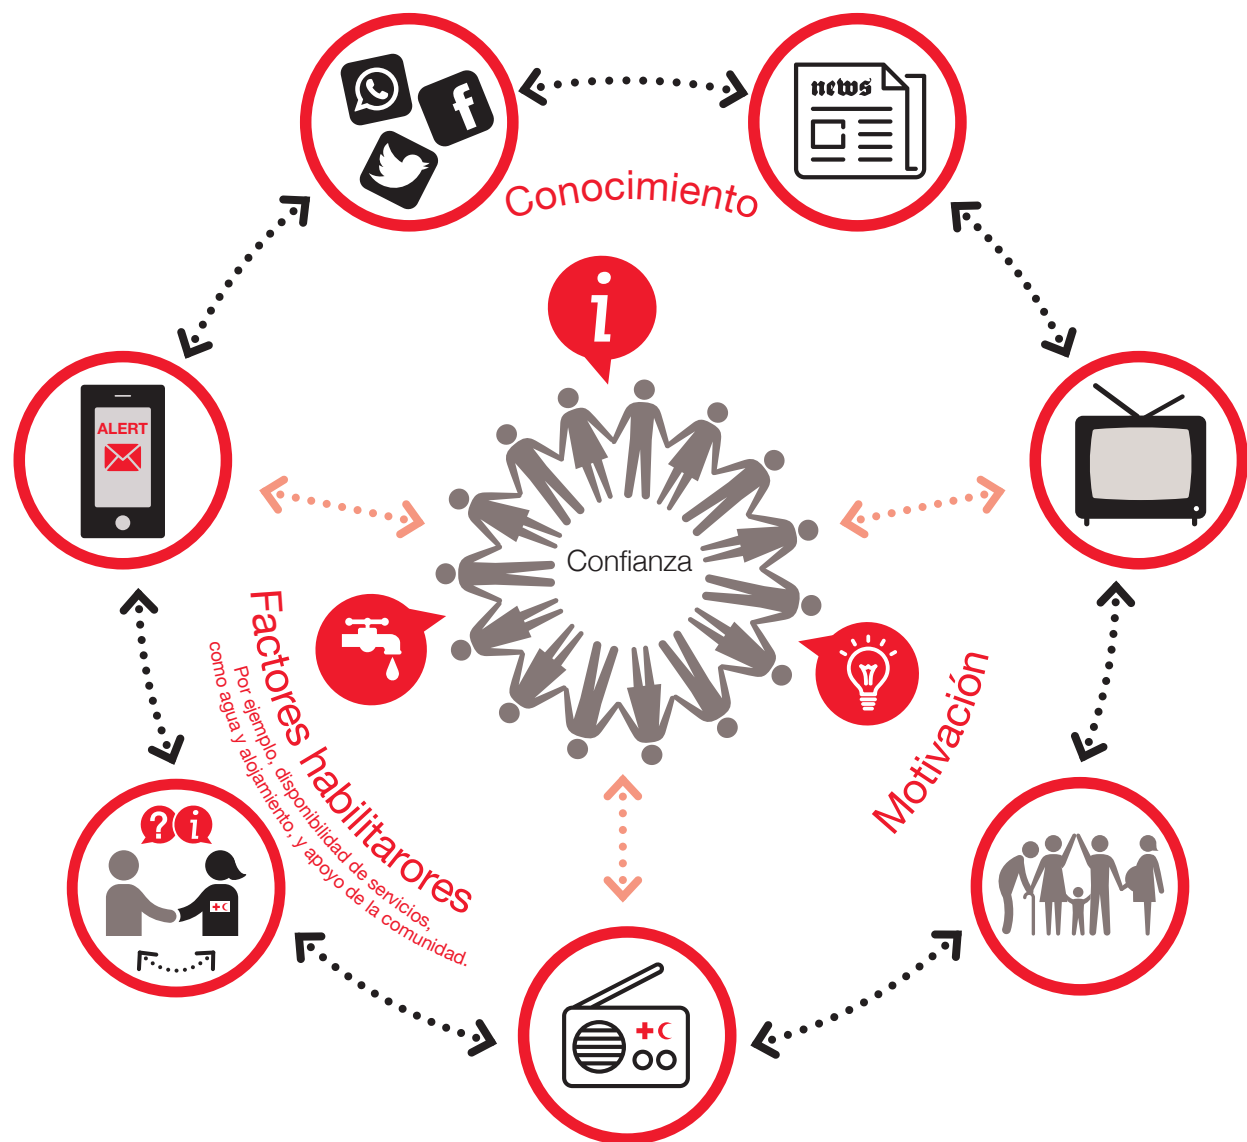 news
Conocimiento
i
ALERT
Confianza
Factores habilitarores
Por ejemplo, disponibilidad de servicios,
como agua y alojamiento, y apoyo de la comunidad.
Motivación
? i